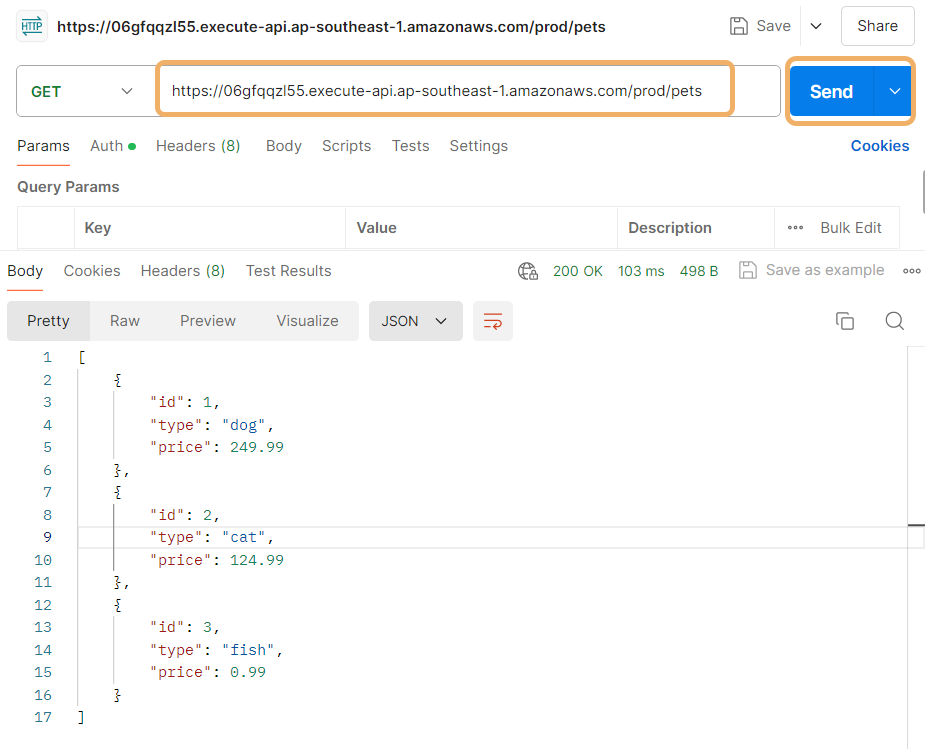 HTTP https://06gfqqzl55.execute-api.ap-southeast-1.amazonaws.com/prod/pets Save Share
GET https://06gfqqzl55.execute-api.ap-southeast-1.amazonaws.com/prod/pets Send
Params Auth Headers (8) Body Scripts Tests Settings Cookies
Query Params
Key Value Description ••• Bulk Edit
Body Cookies Headers (8) Test Results 200 OK 103 ms 498 B Save as example
Pretty Raw Preview Visualize JSON
1 [
2 {
3 "id": 1,
4 "type": "dog",
5 "price": 249.99
6 },
7 {
8 "id": 2,
9 "type": "cat",
10 "price": 124.99
11 },
12 {
13 "id": 3,
14 "type": "fish",
15 "price": 0.99
16 }
17 ]